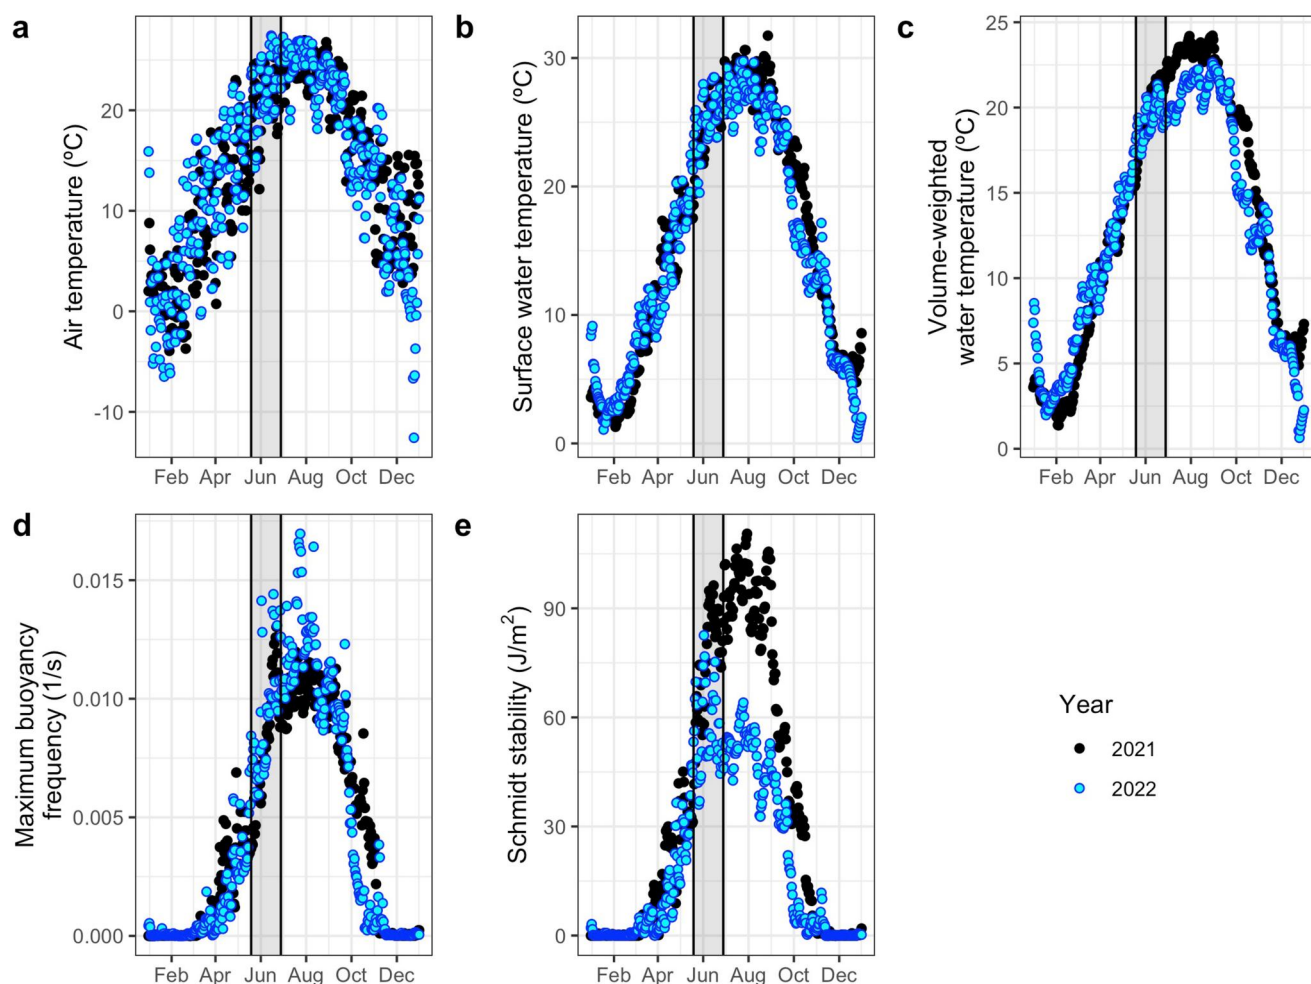 a
Air temperature (ºC)
20
10
0
-10
Feb Apr Jun Aug Oct Dec
b
Surface water temperature (ºC)
30
20
10
0
Feb Apr Jun Aug Oct Dec
c
Volume-weighted
water temperature (ºC)
25
20
15
10
5
0
Feb Apr Jun Aug Oct Dec
d
Maximum buoyancy
frequency (1/s)
0.015
0.010
0.005
0.000
Feb Apr Jun Aug Oct Dec
e
Schmidt stability (J/m²)
90
60
30
0
Feb Apr Jun Aug Oct Dec
Year
2021
2022